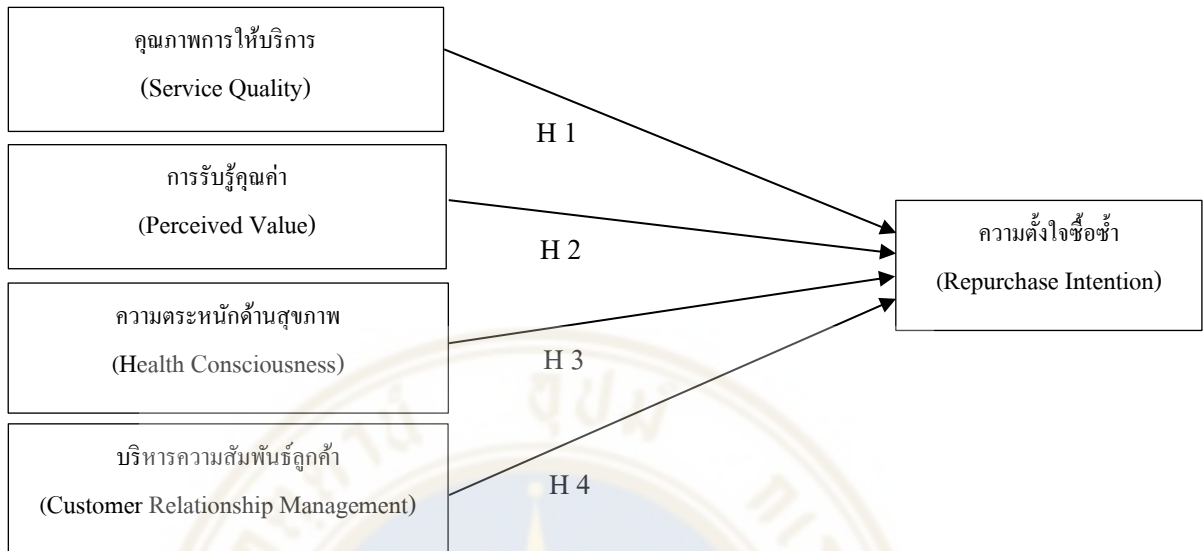 คุณภาพการให้บริการ
(Service Quality)
H 1
การรับรู้คุณค่า
(Perceived Value)
H 2
ความตั้งใจซื้อซ้ำ
(Repurchase Intention)
ความตระหนักด้านสุขภาพ
(Health Consciousness)
H 3
บริหารความสัมพันธ์ลูกค้า
(Customer Relationship Management)
H 4